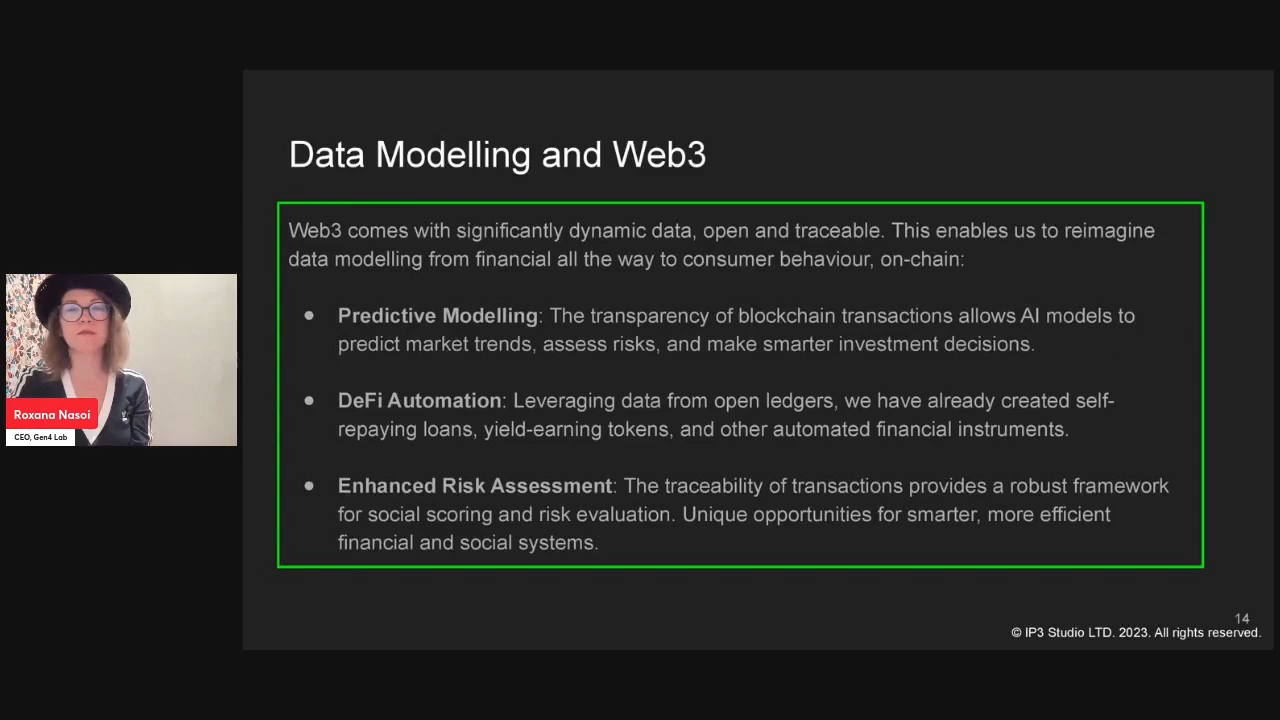 Data Modelling and Web3
Web3 comes with significantly dynamic data, open and traceable. This enables us to reimagine
data modelling from financial all the way to consumer behaviour, on-chain:
● Predictive Modelling: The transparency of blockchain transactions allows AI models to
predict market trends, assess risks, and make smarter investment decisions.
● DeFi Automation: Leveraging data from open ledgers, we have already created self-
repaying loans, yield-earning tokens, and other automated financial instruments.
● Enhanced Risk Assessment: The traceability of transactions provides a robust framework
for social scoring and risk evaluation. Unique opportunities for smarter, more efficient
financial and social systems.
Roxana Nasoi
CEO, Gen4 Lab
14
© IP3 Studio LTD. 2023. All rights reserved.